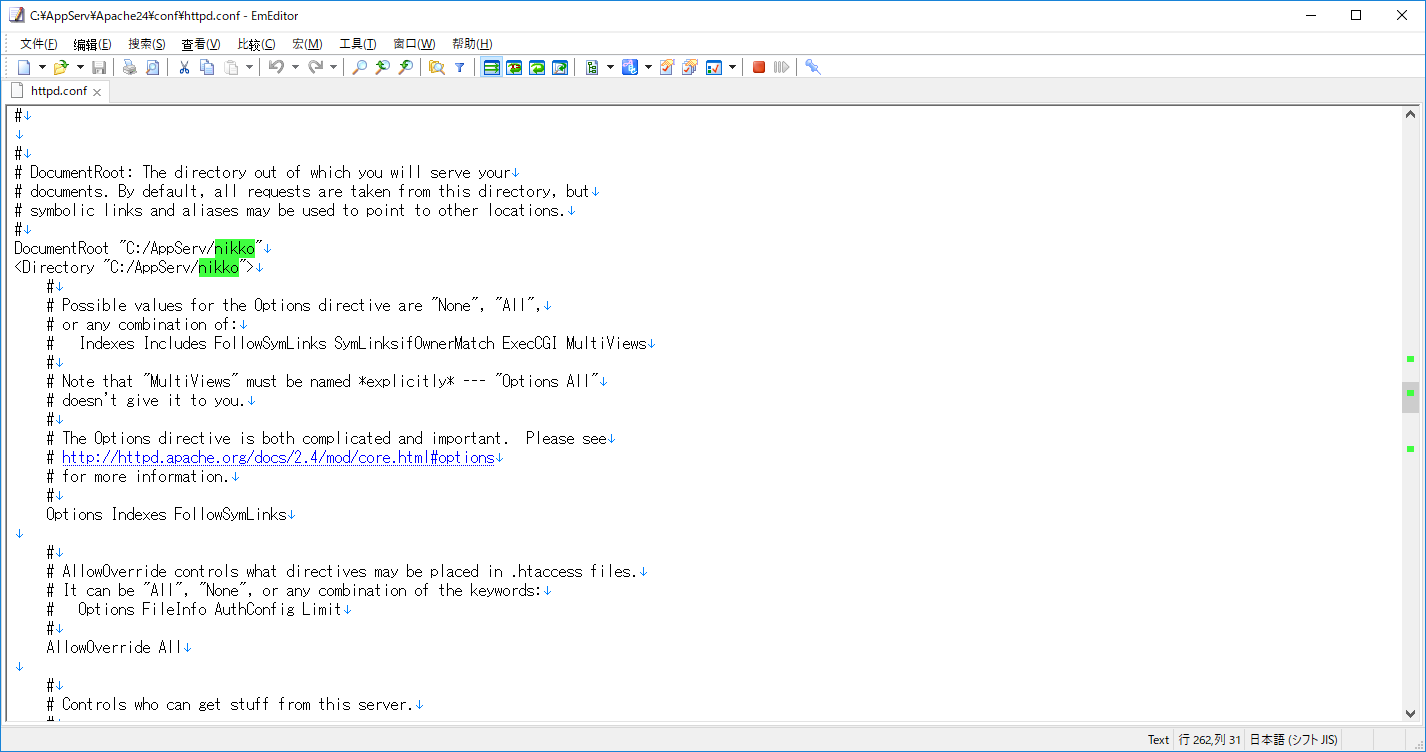 C:¥AppServ¥Apache24¥conf¥httpd.conf - EmEditor
文件(F) 编辑(E) 搜索(S) 查看(V) 比较(C) 宏(M) 工具(T) 窗口(W) 帮助(H)
httpd.conf
#↓
↓
#↓
# DocumentRoot: The directory out of which you will serve your↓
# documents. By default, all requests are taken from this directory, but↓
# symbolic links and aliases may be used to point to other locations.↓
#↓
DocumentRoot "C:/AppServ/nikko"↓
<Directory "C:/AppServ/nikko">↓
    #↓
    # Possible values for the Options directive are "None", "All",↓
    # or any combination of:↓
    #   Indexes Includes FollowSymLinks SymLinksifOwnerMatch ExecCGI MultiViews↓
    #↓
    # Note that "MultiViews" must be named *explicitly* --- "Options All"↓
    # doesn't give it to you.↓
    #↓
    # The Options directive is both complicated and important.  Please see↓
    # http://httpd.apache.org/docs/2.4/mod/core.html#options↓
    # for more information.↓
    #↓
    Options Indexes FollowSymLinks↓
↓
    #↓
    # AllowOverride controls what directives may be placed in .htaccess files.↓
    # It can be "All", "None", or any combination of the keywords:↓
    #   Options FileInfo AuthConfig Limit↓
    #↓
    AllowOverride All↓
↓
    #↓
    # Controls who can get stuff from this server.↓
    #↓
Text 行 262,列 31 日本語 (シフト JIS)